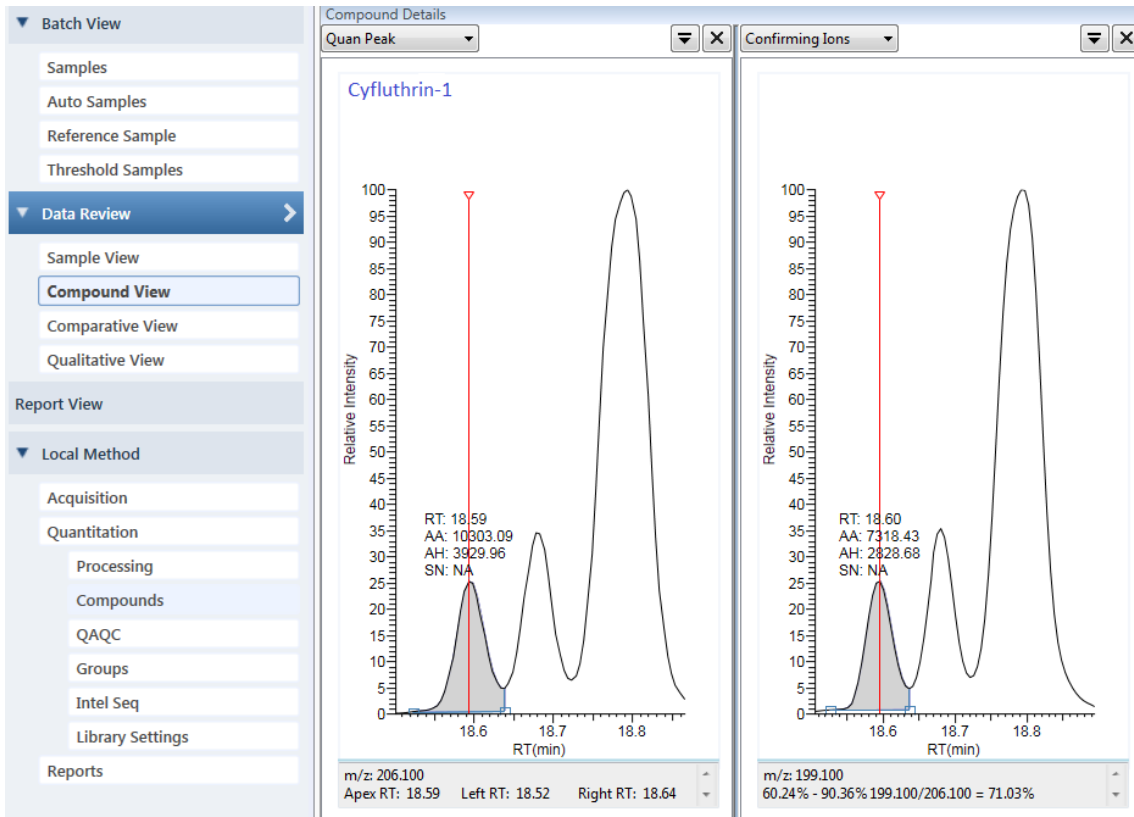 Batch View
Samples
Auto Samples
Reference Sample
Threshold Samples
Data Review
Sample View
Compound View
Comparative View
Qualitative View
Report View
Local Method
Acquisition
Quantitation
Processing
Compounds
QAQC
Groups
Intel Seq
Library Settings
Reports
Compound Details
Quan Peak
Cyfluthrin-1
100
95
90
85
80
75
70
65
60
55
50
45
40
35
30
25
20
15
10
5
0
Relative Intensity
RT: 18.59
AA: 10303.09
AH: 3929.96
SN: NA
18.6 18.7 18.8
RT(min)
m/z: 206.100
Apex RT: 18.59 Left RT: 18.52 Right RT: 18.64
Confirming Ions
100
95
90
85
80
75
70
65
60
55
50
45
40
35
30
25
20
15
10
5
0
Relative Intensity
RT: 18.60
AA: 7318.43
AH: 2828.68
SN: NA
18.6 18.7 18.8
RT(min)
m/z: 199.100
60.24% - 90.36% 199.100/206.100 = 71.03%